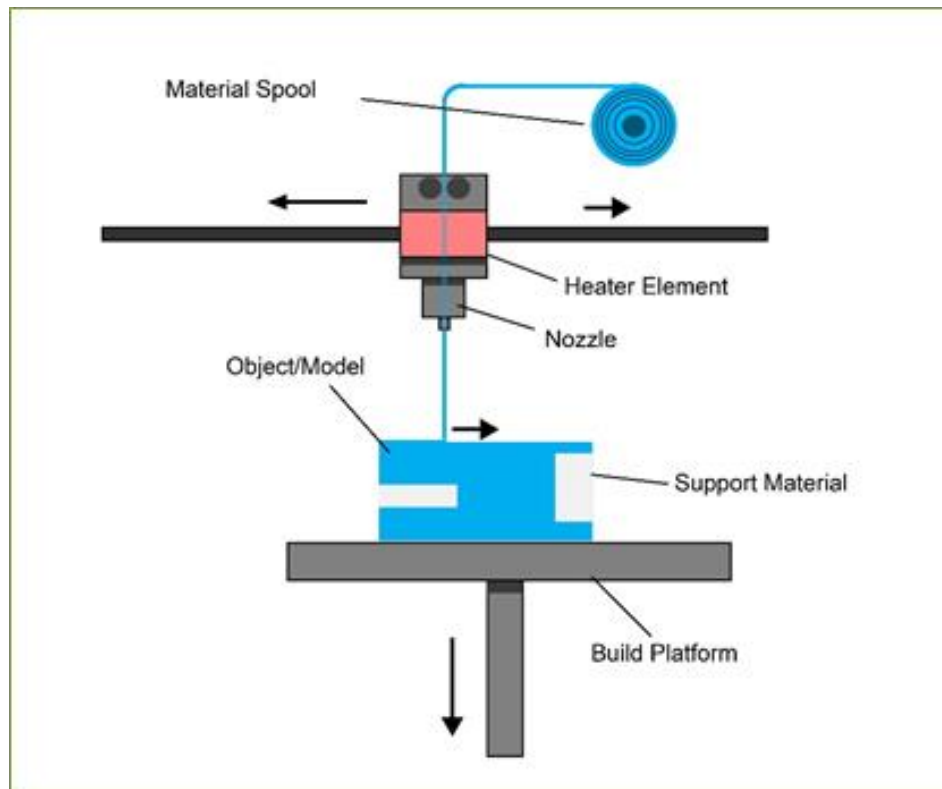 Material Spool
Heater Element
Nozzle
Object/Model
Support Material
Build Platform